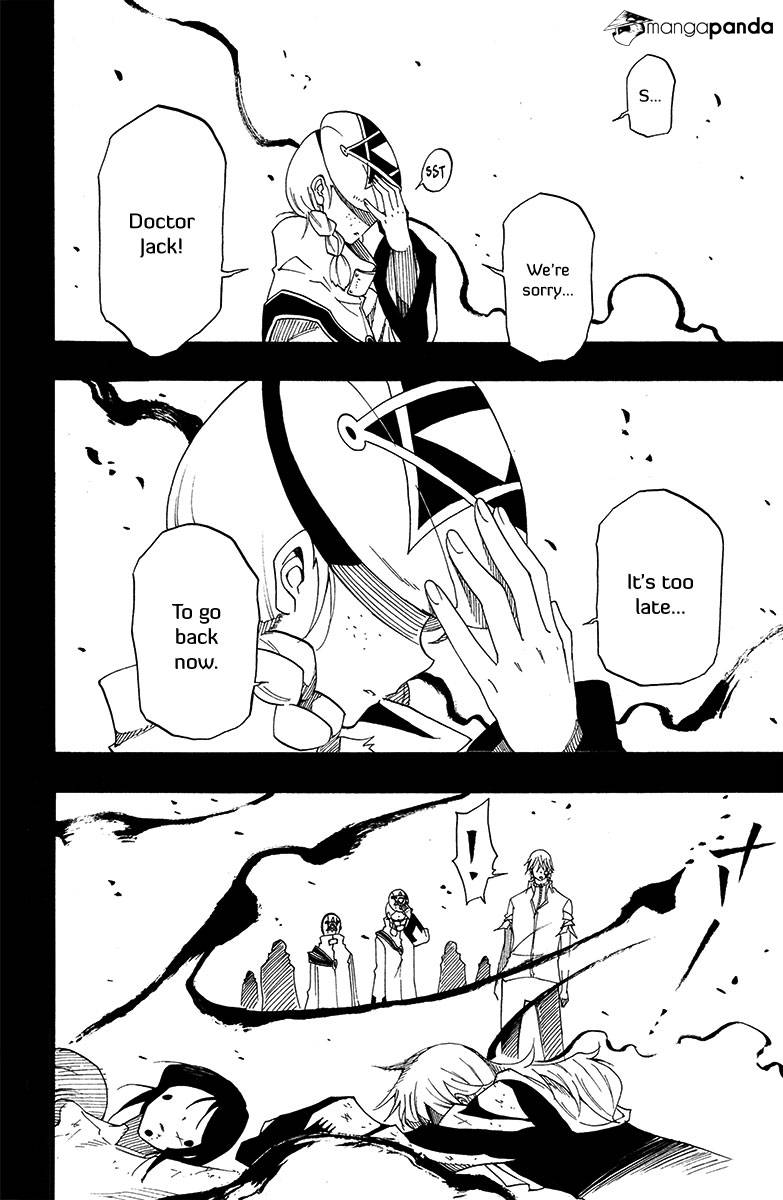 mangapanda
S...
SST
We're
sorry...
Doctor
Jack!
It's too
late...
To go
back
now.
!